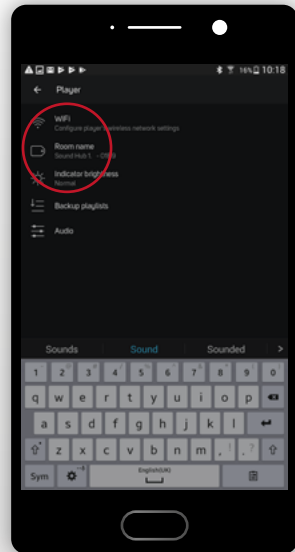 16% 10:18
Player
WiFi
Configure player's wireless network settings
Room name
Indicator brightness
Normal
Backup playlists
Audio
Sounds Sound Sounded >
1 2 3 4 5 6 7 8 9 0
q w e r t y u i o p
a s d f g h j k l
z x c v b n m , ! . ?
Sym English(UK)